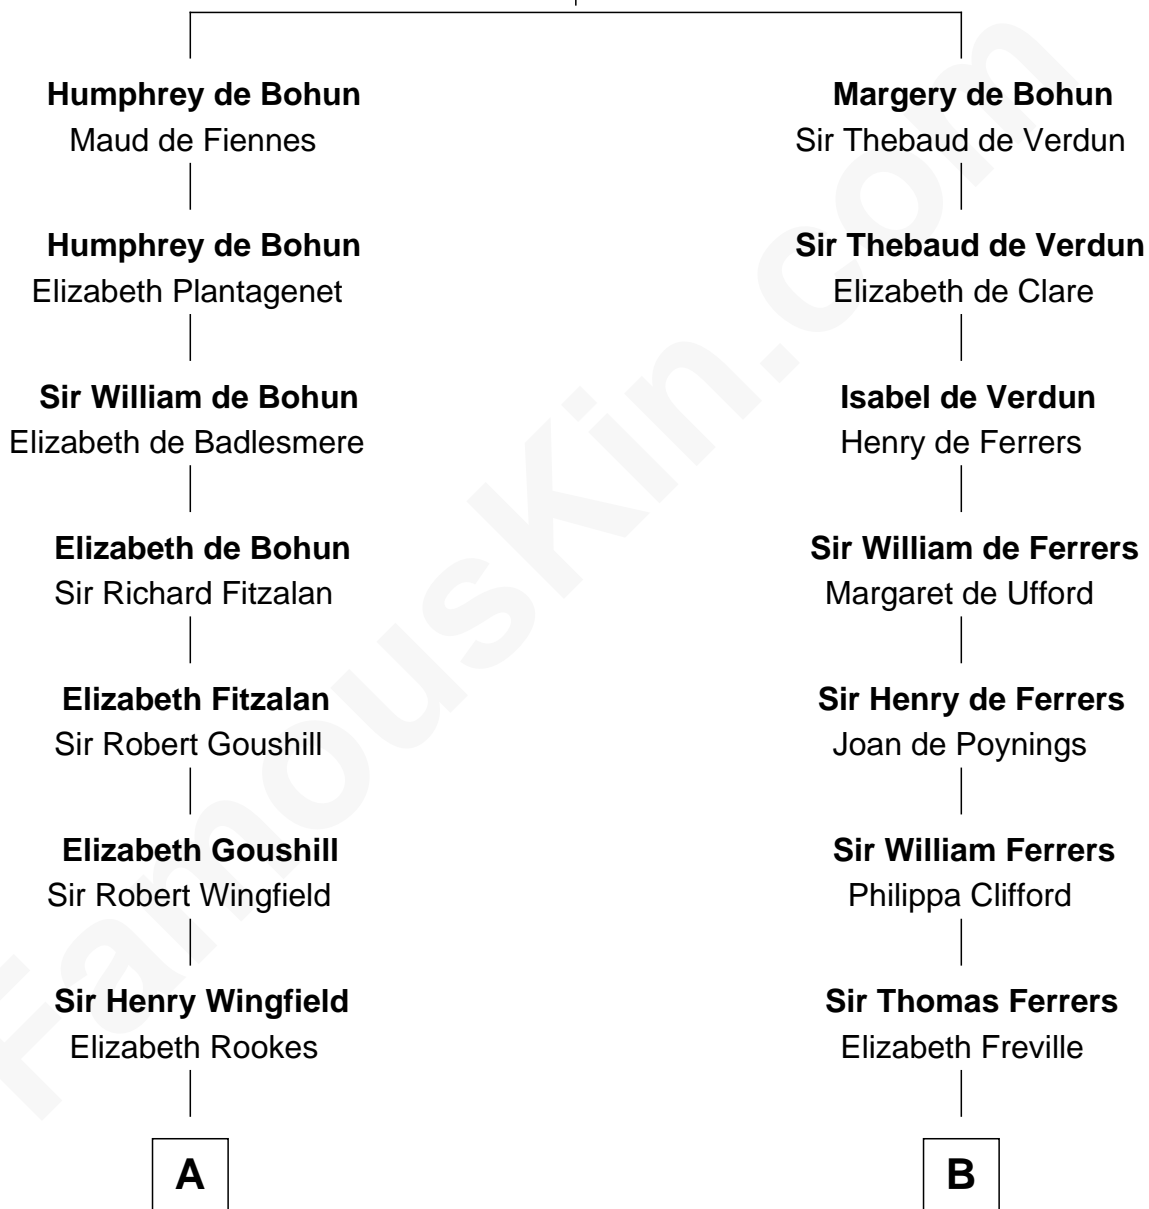 Humphrey de Bohun
Maud de Fiennes
Humphrey de Bohun
Elizabeth Plantagenet
Sir William de Bohun
Elizabeth de Badlesmere
Elizabeth de Bohun
Sir Richard Fitzalan
Elizabeth Fitzalan
Sir Robert Goushill
Elizabeth Goushill
Sir Robert Wingfield
Sir Henry Wingfield
Elizabeth Rookes
A
Margery de Bohun
Sir Thebaud de Verdun
Sir Thebaud de Verdun
Elizabeth de Clare
Isabel de Verdun
Henry de Ferrers
Sir William de Ferrers
Margaret de Ufford
Sir Henry de Ferrers
Joan de Poynings
Sir William Ferrers
Philippa Clifford
Sir Thomas Ferrers
Elizabeth Freville
B
FamousKin.com